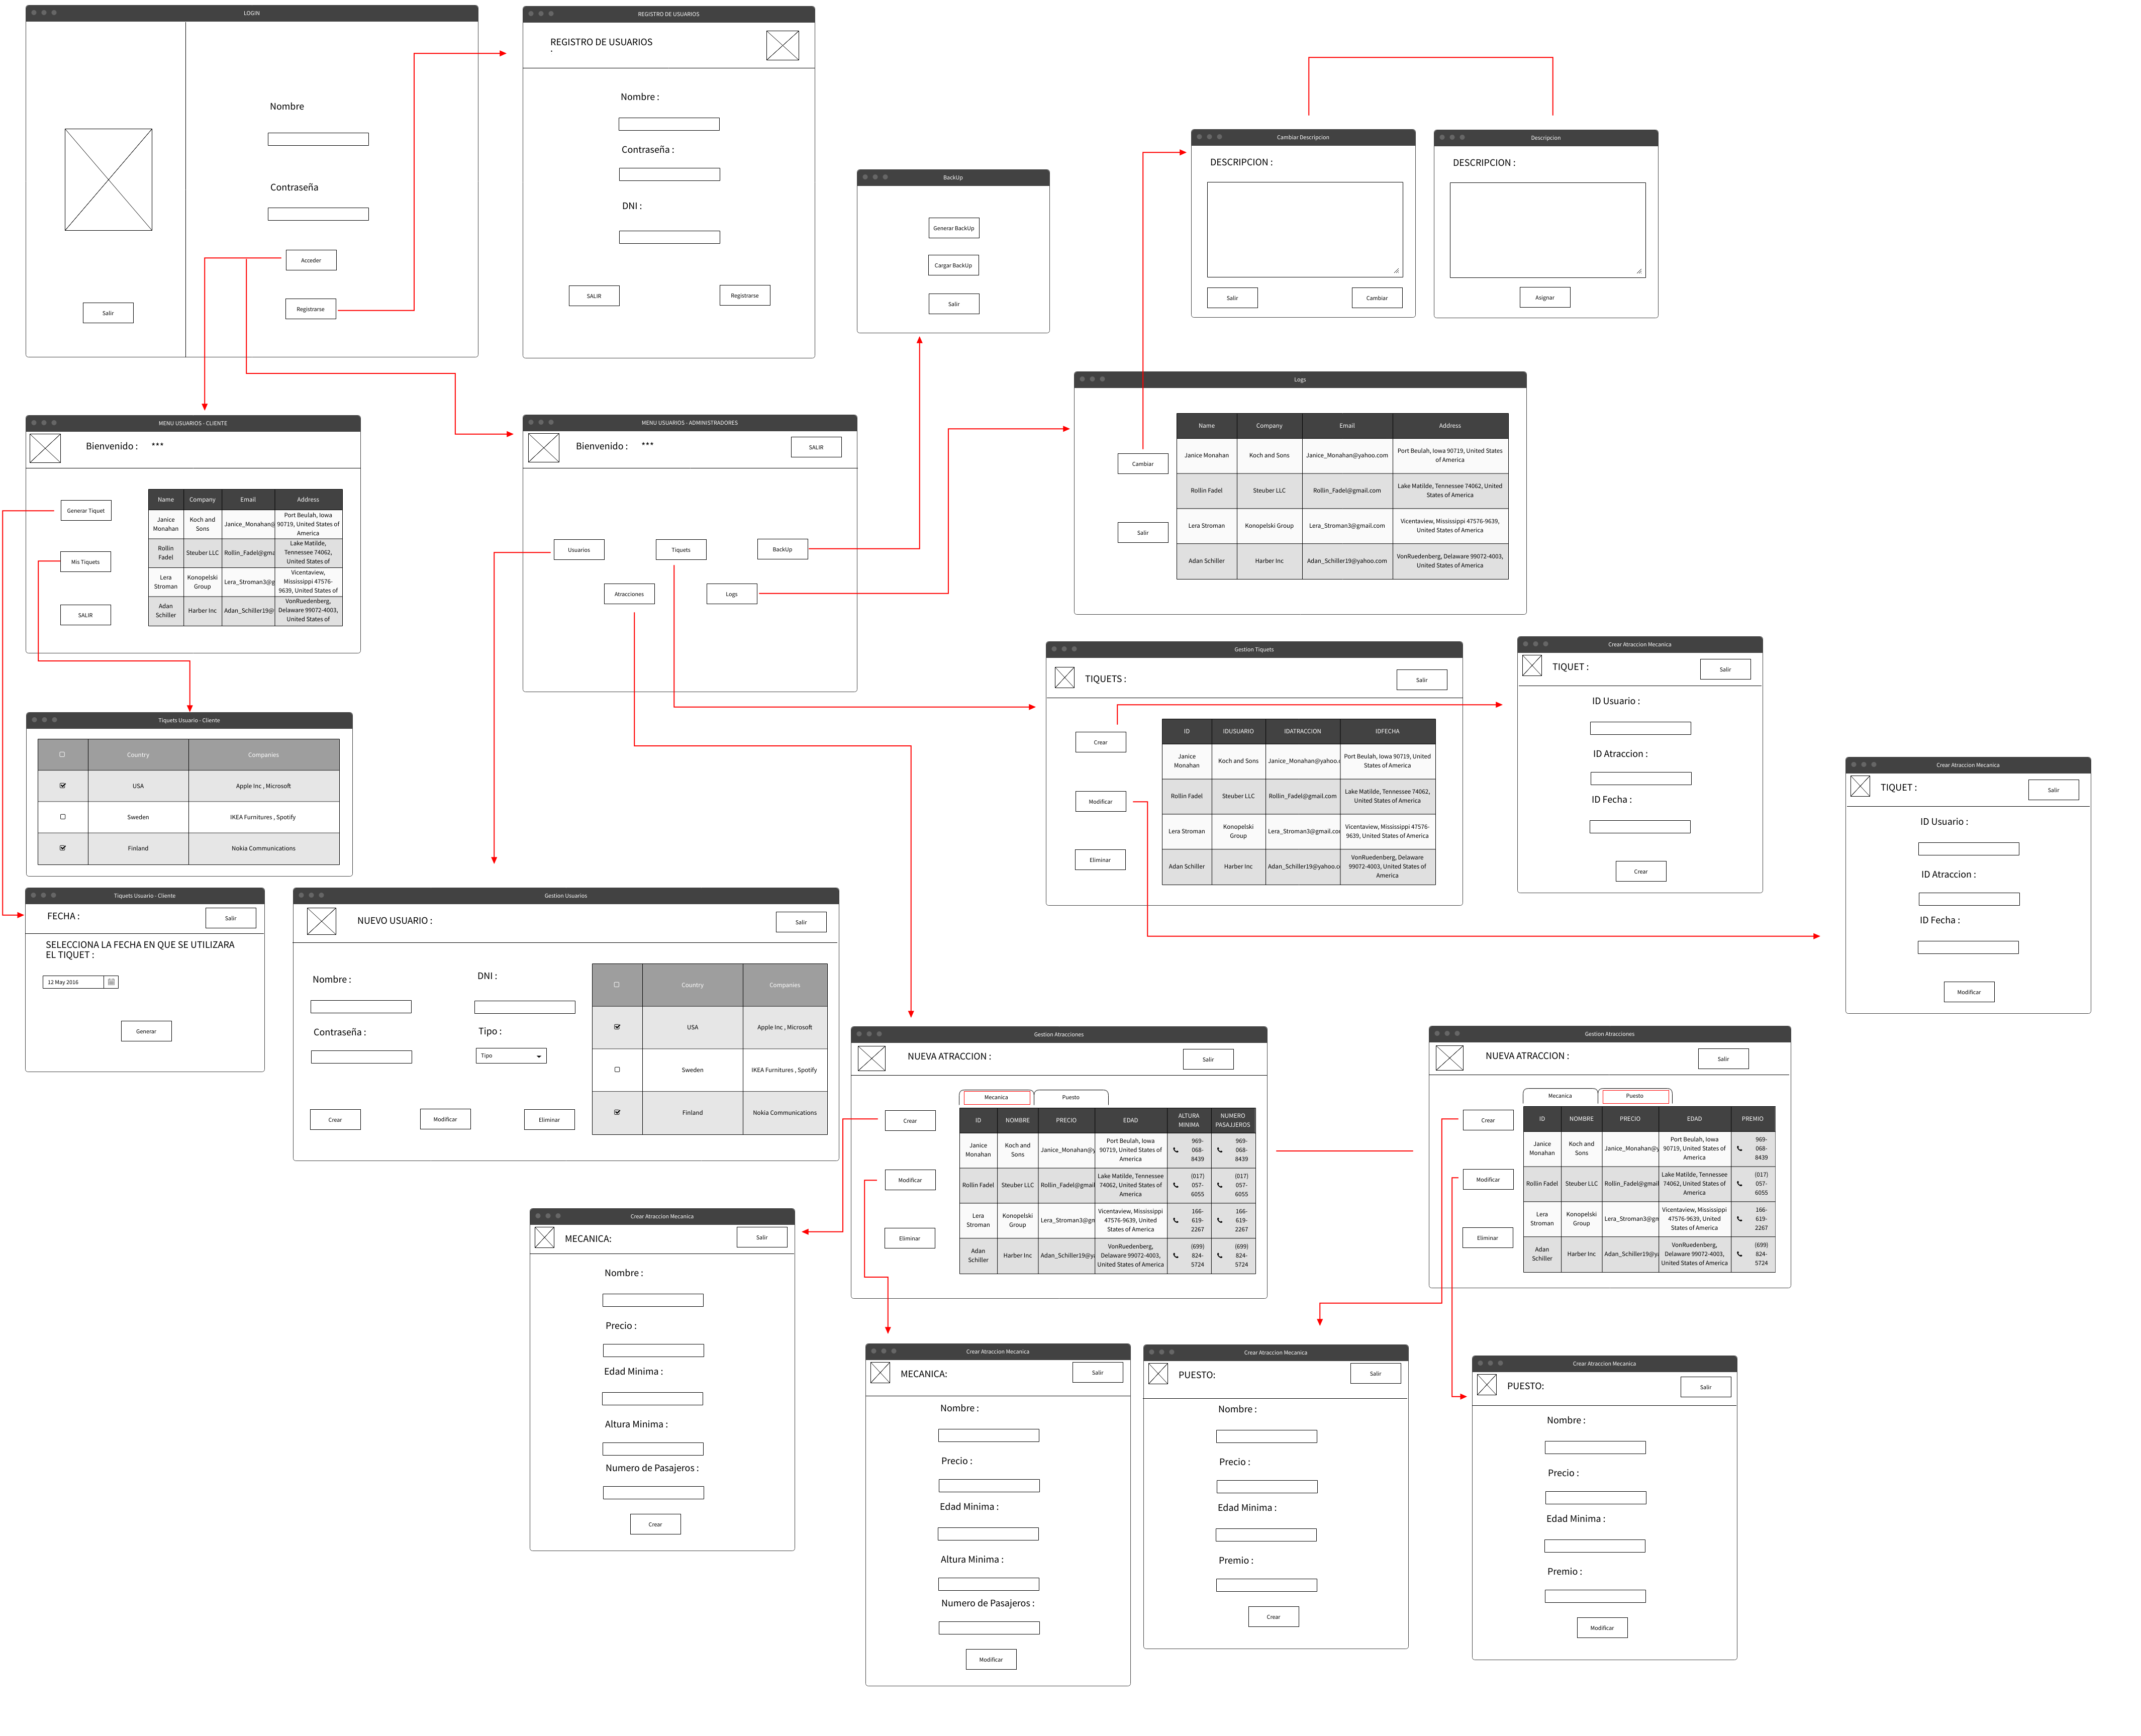 LOGIN
Nombre
Contraseña
Acceder
Registrarse
Salir
REGISTRO DE USUARIOS
REGISTRO DE USUARIOS
.
Nombre :
Contraseña :
DNI :
SALIR
Registrarse
BackUp
Generar BackUp
Cargar BackUp
Salir
Cambiar Descripcion
DESCRIPCION :
Salir
Cambiar
Descripcion
DESCRIPCION :
Asignar
MENU USUARIOS - CLIENTE
Bienvenido : ***
Generar Tiquet
Mis Tiquets
SALIR
Name Company Email Address
Janice
Monahan
Koch and
Sons
Janice_Monahan@
Port Beulah, Iowa
90719, United States of
America
Rollin
Fadel
Steuber LLC
Rollin_Fadel@gma
Lake Matilde,
Tennessee 74062,
United States of
Lera
Stroman
Konopelski
Group
Lera_Stroman3@g
Vicentaview,
Mississippi 47576-
9639, United States of
Adan
Schiller
Harber Inc
Adan_Schiller19@
VonRuedenberg,
Delaware 99072-4003,
United States of
MENU USUARIOS - ADMINISTRADORES
Bienvenido : ***
SALIR
Usuarios
Tiquets
BackUp
Atracciones
Logs
Logs
Cambiar
Salir
Name Company Email Address
Janice Monahan
Koch and Sons
Janice_Monahan@yahoo.com
Port Beulah, Iowa 90719, United States
of America
Rollin Fadel
Steuber LLC
Rollin_Fadel@gmail.com
Lake Matilde, Tennessee 74062, United
States of America
Lera Stroman
Konopelski Group
Lera_Stroman3@gmail.com
Vicentaview, Mississippi 47576-9639,
United States of America
Adan Schiller
Harber Inc
Adan_Schiller19@yahoo.com
VonRuedenberg, Delaware 99072-4003,
United States of America
Tiquets Usuario - Cliente
Country Companies
USA Apple Inc , Microsoft
Sweden IKEA Furnitures , Spotify
Finland Nokia Communications
Tiquets Usuario - Cliente
FECHA :
Salir
SELECCIONA LA FECHA EN QUE SE UTILIZARA
EL TIQUET :
12 May 2016
Generar
Gestion Usuarios
NUEVO USUARIO :
Salir
Nombre :
DNI :
Contraseña :
Tipo :
Tipo
Crear
Modificar
Eliminar
Country Companies
USA Apple Inc , Microsoft
Sweden IKEA Furnitures , Spotify
Finland Nokia Communications
Gestion Tiquets
TIQUETS :
Salir
Crear
Modificar
Eliminar
ID IDUSUARIO IDATRACCION IDFECHA
Janice
Monahan
Koch and Sons
Janice_Monahan@yahoo.c
Port Beulah, Iowa 90719, United
States of America
Rollin Fadel
Steuber LLC
Rollin_Fadel@gmail.com
Lake Matilde, Tennessee 74062,
United States of America
Lera Stroman
Konopelski
Group
Lera_Stroman3@gmail.com
Vicentaview, Mississippi 47576-
9639, United States of America
Adan Schiller
Harber Inc
Adan_Schiller19@yahoo.c
VonRuedenberg, Delaware
99072-4003, United States of
America
Crear Atraccion Mecanica
TIQUET :
Salir
ID Usuario :
ID Atraccion :
ID Fecha :
Crear
Crear Atraccion Mecanica
TIQUET :
Salir
ID Usuario :
ID Atraccion :
ID Fecha :
Modificar
Gestion Atracciones
NUEVA ATRACCION :
Salir
Mecanica
Puesto
Crear
Modificar
Eliminar
ID NOMBRE PRECIO EDAD
ALTURA
MINIMA
NUMERO
PASAJJEROS
Janice
Monahan
Koch and
Sons
Janice_Monahan@y
Port Beulah, Iowa
90719, United States of
America
969-
068-
8439
969-
068-
8439
Rollin Fadel
Steuber LLC
Rollin_Fadel@gmail
Lake Matilde, Tennessee
74062, United States of
America
(017)
057-
6055
(017)
057-
6055
Lera
Stroman
Konopelski
Group
Lera_Stroman3@gm
Vicentaview, Mississippi
47576-9639, United
States of America
166-
619-
2267
166-
619-
2267
Adan
Schiller
Harber Inc
Adan_Schiller19@ya
VonRuedenberg,
Delaware 99072-4003,
United States of America
(699)
824-
5724
(699)
824-
5724
Gestion Atracciones
NUEVA ATRACCION :
Salir
Mecanica
Puesto
Crear
Modificar
Eliminar
ID NOMBRE PRECIO EDAD PREMIO
Janice
Monahan
Koch and
Sons
Janice_Monahan@y
Port Beulah, Iowa
90719, United States of
America
969-
068-
8439
Rollin Fadel
Steuber LLC
Rollin_Fadel@gmail
Lake Matilde, Tennessee
74062, United States of
America
(017)
057-
6055
Lera
Stroman
Konopelski
Group
Lera_Stroman3@gm
Vicentaview, Mississippi
47576-9639, United
States of America
166-
619-
2267
Adan
Schiller
Harber Inc
Adan_Schiller19@ya
VonRuedenberg,
Delaware 99072-4003,
United States of America
(699)
824-
5724
Crear Atraccion Mecanica
MECANICA:
Salir
Nombre :
Precio :
Edad Minima :
Altura Minima :
Numero de Pasajeros :
Crear
Crear Atraccion Mecanica
MECANICA:
Salir
Nombre :
Precio :
Edad Minima :
Altura Minima :
Numero de Pasajeros :
Modificar
Crear Atraccion Mecanica
PUESTO:
Salir
Nombre :
Precio :
Edad Minima :
Premio :
Crear
Crear Atraccion Mecanica
PUESTO:
Salir
Nombre :
Precio :
Edad Minima :
Premio :
Modificar